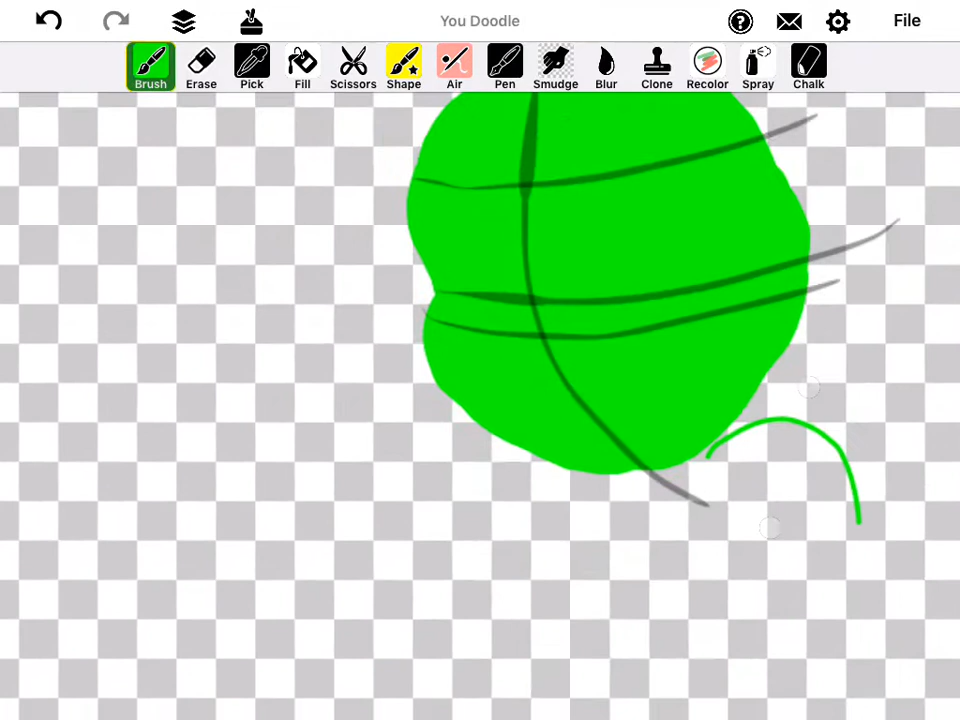 You Doodle
File
Brush Erase Pick Fill Scissors Shape Air Pen Smudge Blur Clone Recolor Spray Chalk